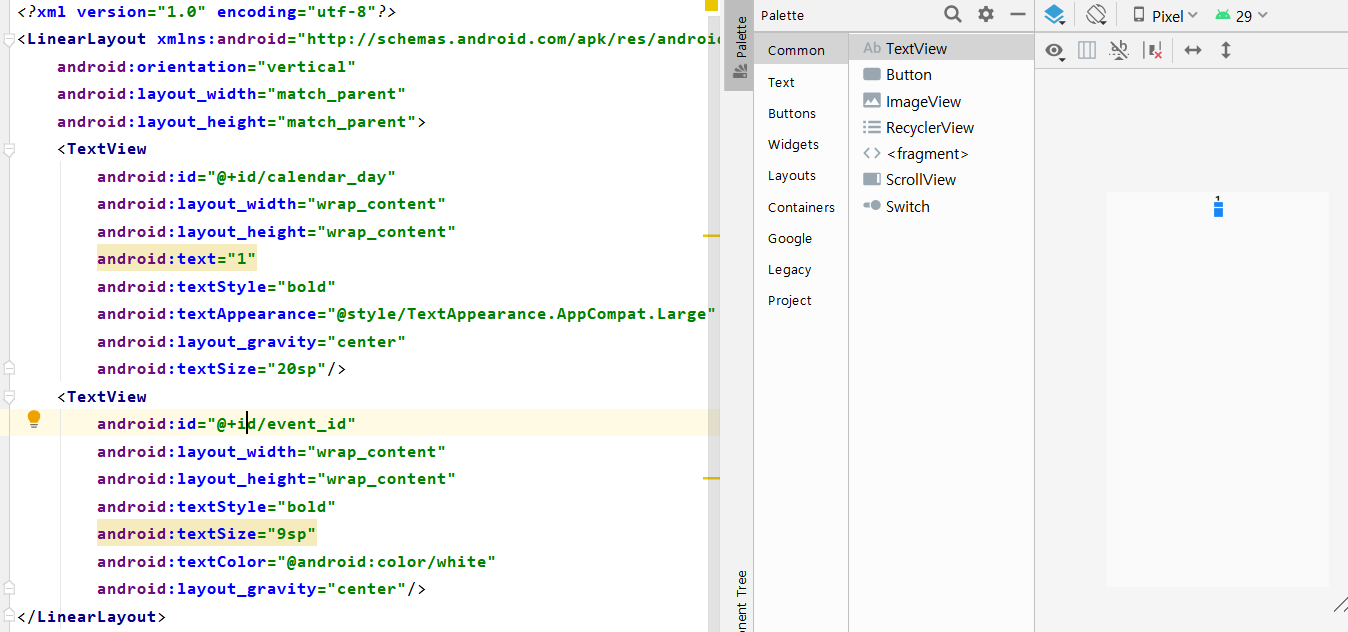 <?xml version="1.0" encoding="utf-8"?>
<LinearLayout xmlns:android="http://schemas.android.com/apk/res/androi
android:orientation="vertical"
android:layout_width="match_parent"
android:layout_height="match_parent">
<TextView
android:id="@+id/calendar_day"
android:layout_width="wrap_content"
android:layout_height="wrap_content"
android:text="1"
android:textStyle="bold"
android:textAppearance="@style/TextAppearance.AppCompat.Large"
android:layout_gravity="center"
android:textSize="20sp"/>
<TextView
android:id="@+id/event_id"
android:layout_width="wrap_content"
android:layout_height="wrap_content"
android:textStyle="bold"
android:textSize="9sp"
android:textColor="@android:color/white"
android:layout_gravity="center"/>
</LinearLayout>
Palette
nent Tree
Palette
Common
Text
Buttons
Widgets
Layouts
Containers
Google
Legacy
Project
Ab TextView
Button
ImageView
RecyclerView
<> <fragment>
ScrollView
Switch
Pixel
29
1